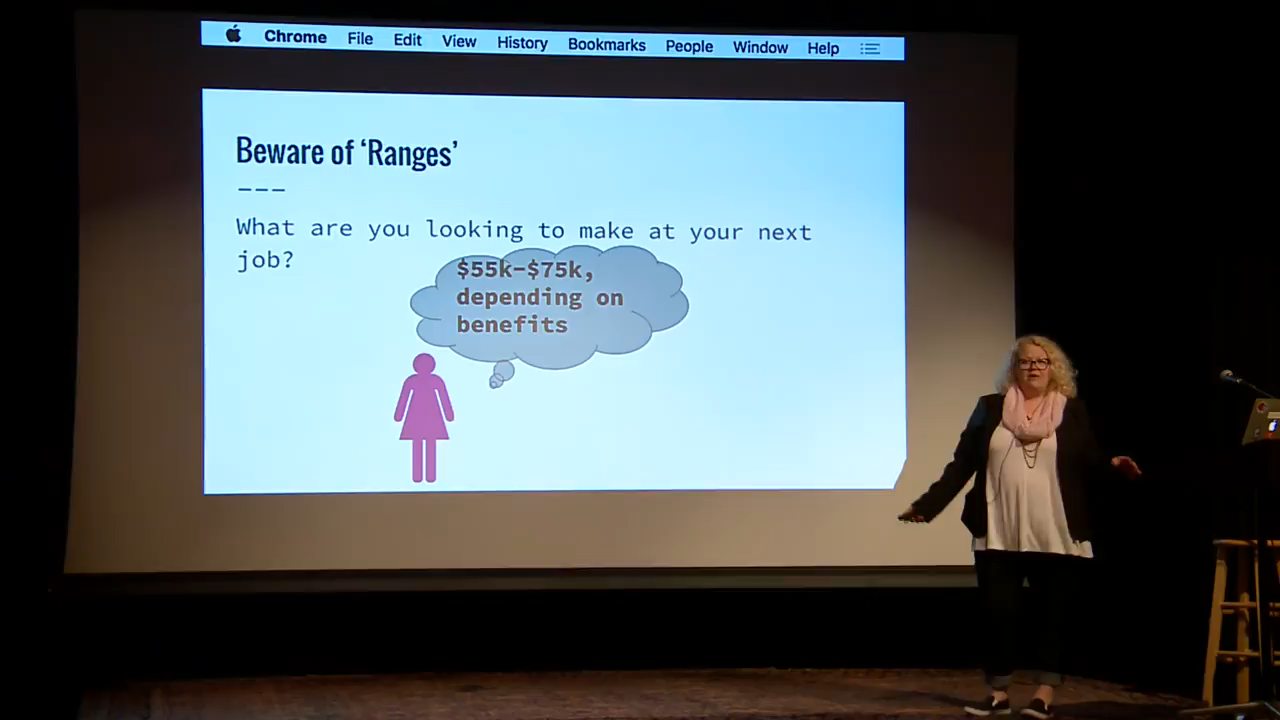 Chrome File Edit View History Bookmarks People Window Help
Beware of ‘Ranges’
---
What are you looking to make at your next
job?
$55k-$75k,
depending on
benefits